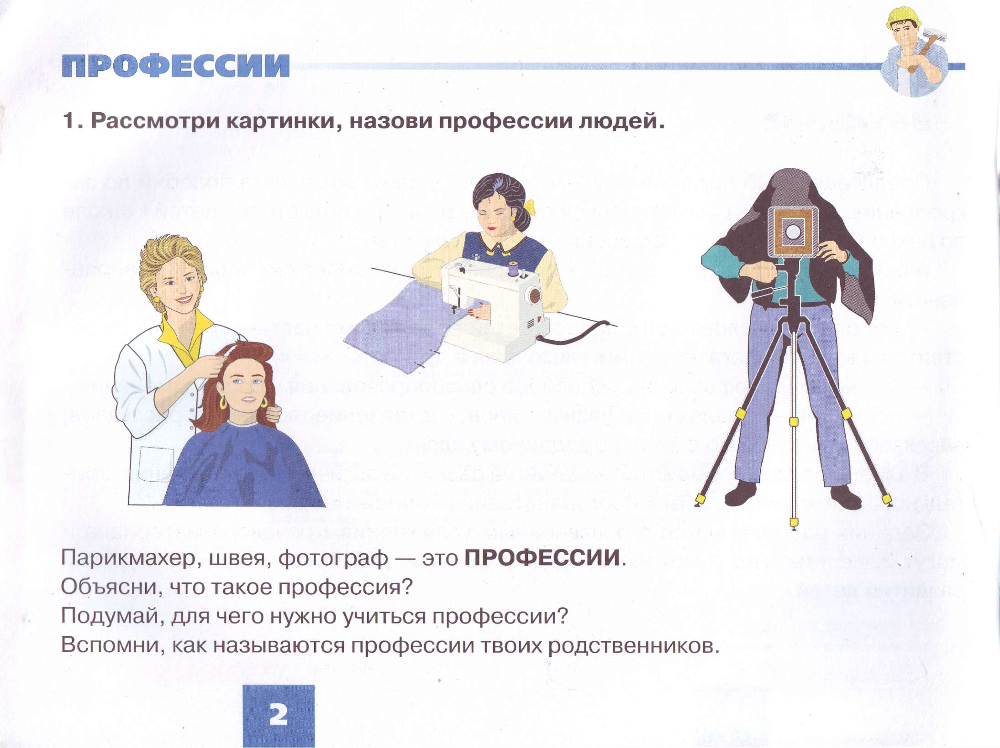 ПРОФЕССИИ
1. Рассмотри картинки, назови профессии людей.
Парикмахер, швея, фотограф — это ПРОФЕССИИ.
Объясни, что такое профессия?
Подумай, для чего нужно учиться профессии?
Вспомни, как называются профессии твоих родственников.
2